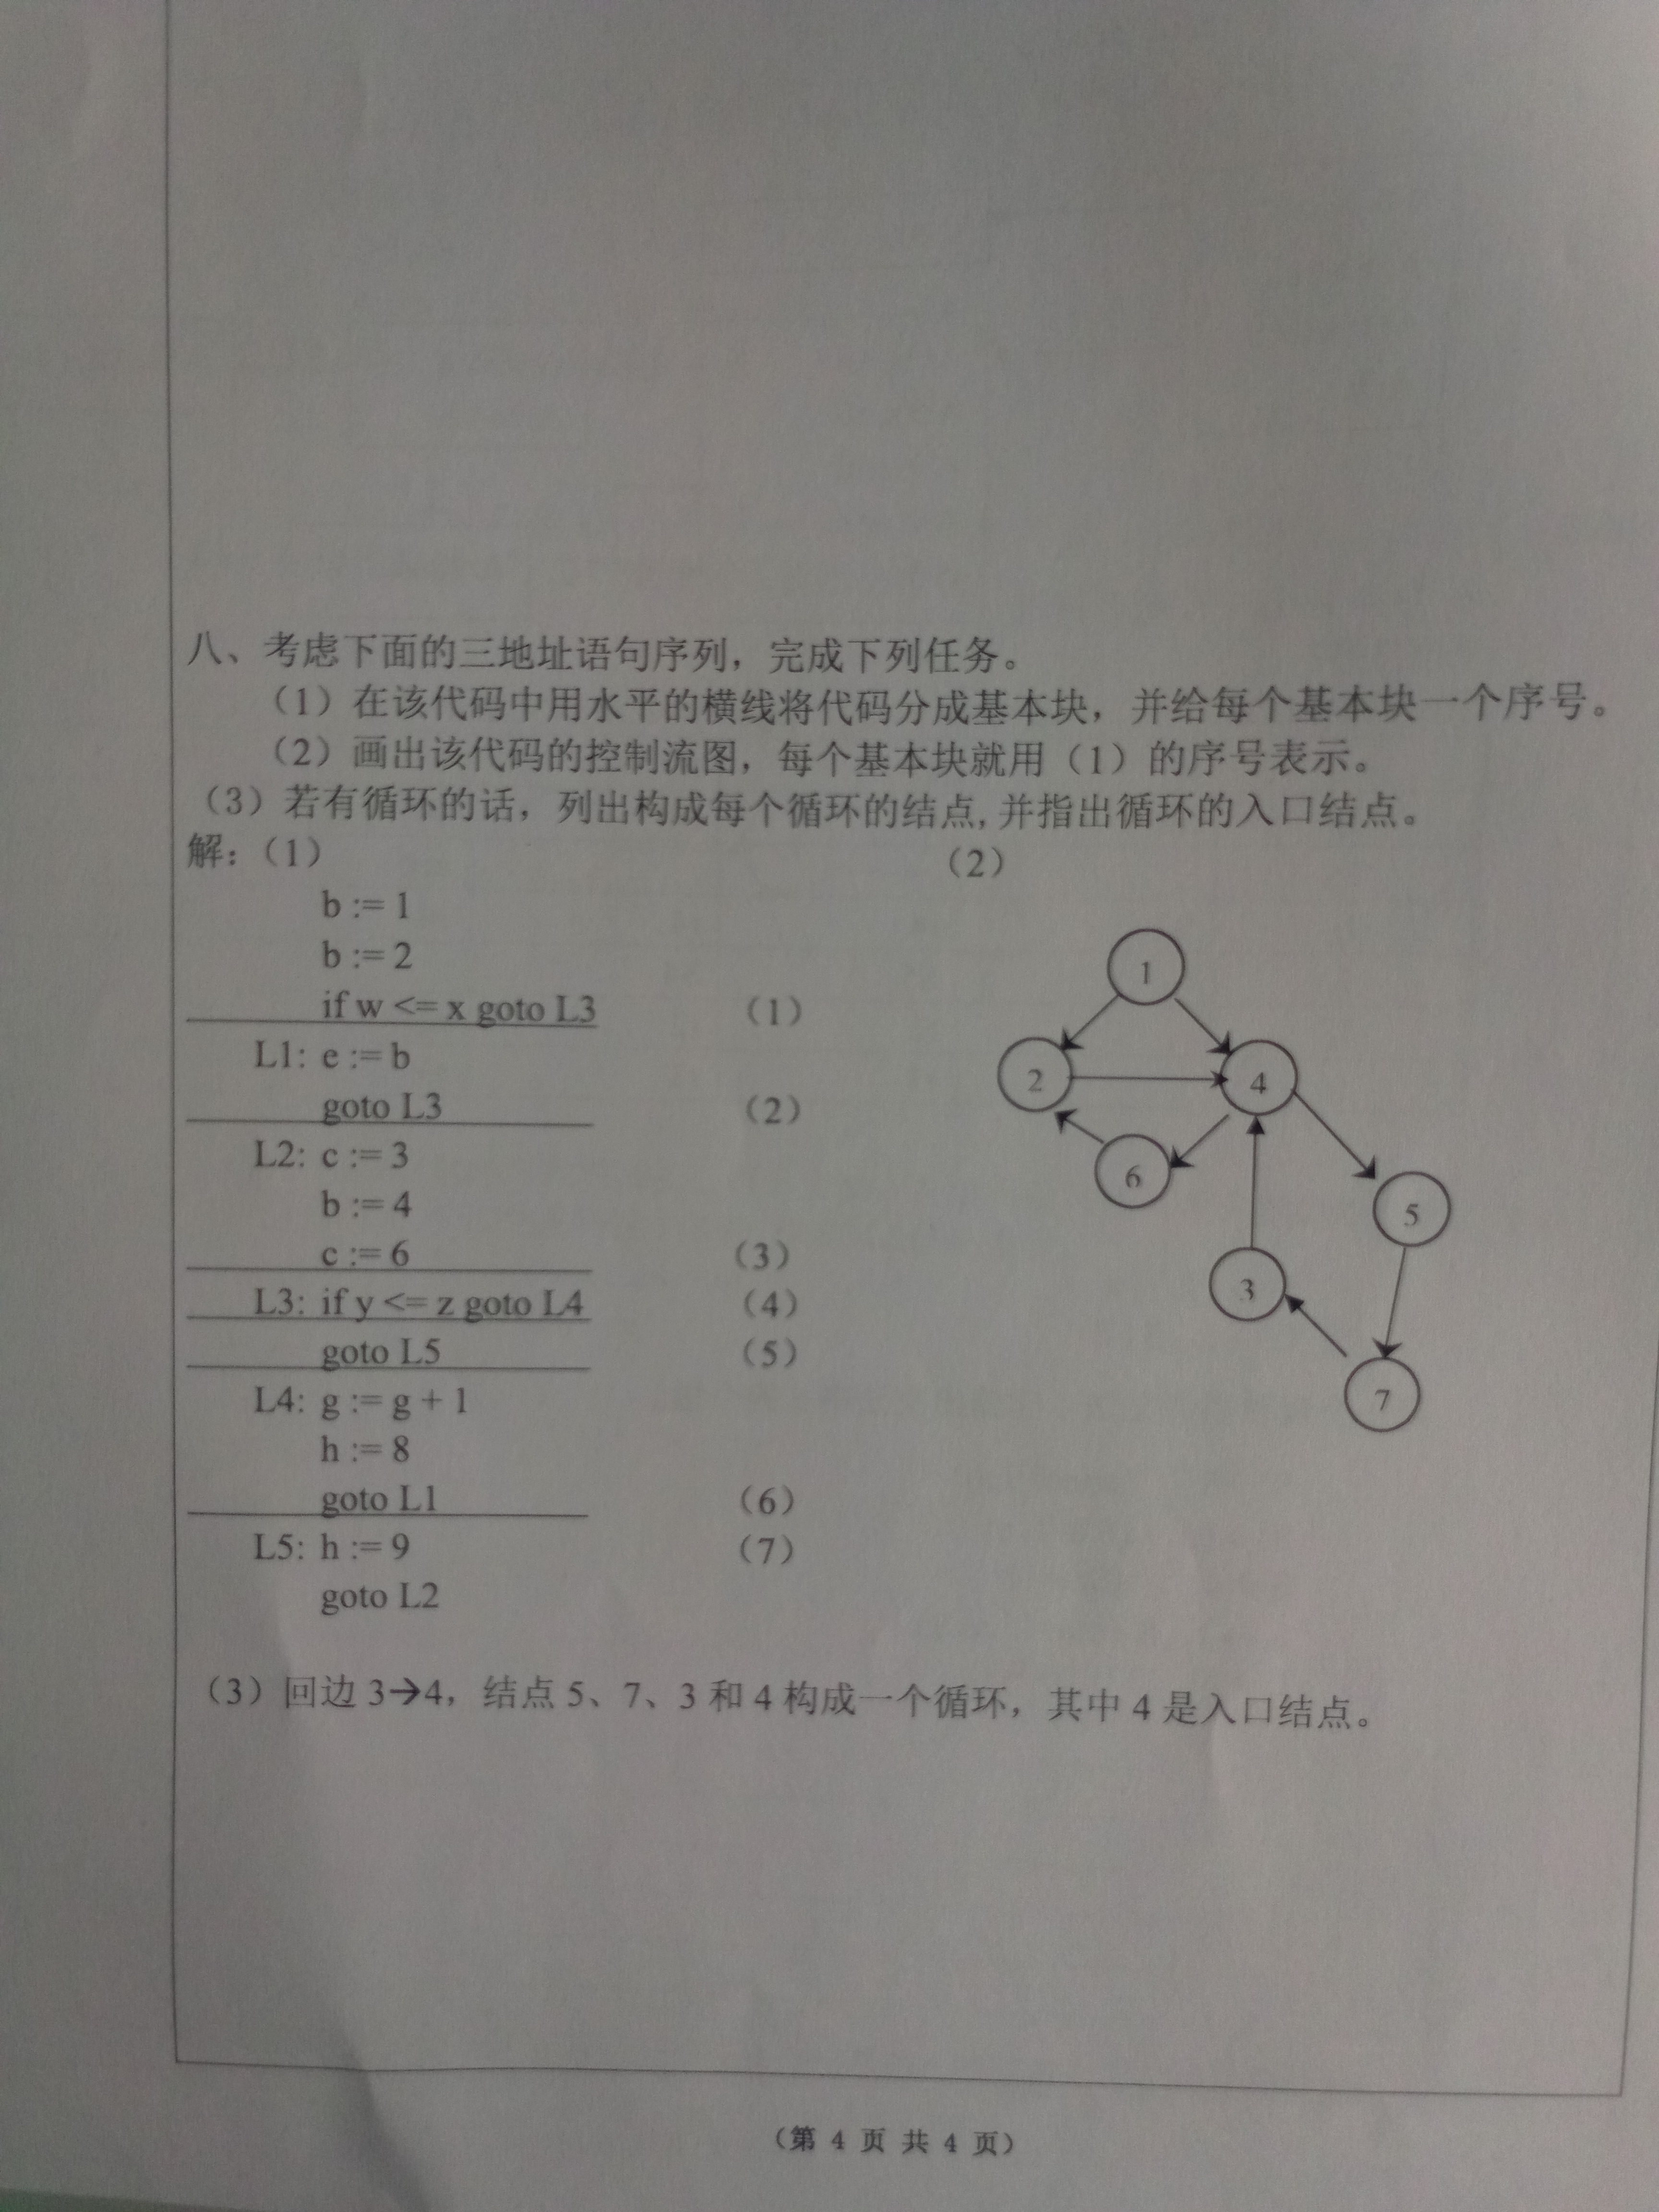 八、考虑下面的三地址语句序列，完成下列任务。
（1）在该代码中用水平的横线将代码分成基本块，并给每个基本块一个序号。
（2）画出该代码的控制流图，每个基本块就用（1）的序号表示。
（3）若有循环的话，列出构成每个循环的结点,并指出循环的入口结点。
解：（1）
（2）
b := 1
b := 2
if w <= x goto L3 （1）
L1: e := b
goto L3 （2）
L2: c := 3
b := 4
c := 6 （3）
L3: if y <= z goto L4 （4）
goto L5 （5）
L4: g := g + 1
h := 8
goto L1 （6）
L5: h := 9 （7）
goto L2
1
2
4
6
5
3
7
（3）回边 3→4，结点 5、7、3 和 4 构成一个循环，其中 4 是入口结点。
（第 4 页 共 4 页）